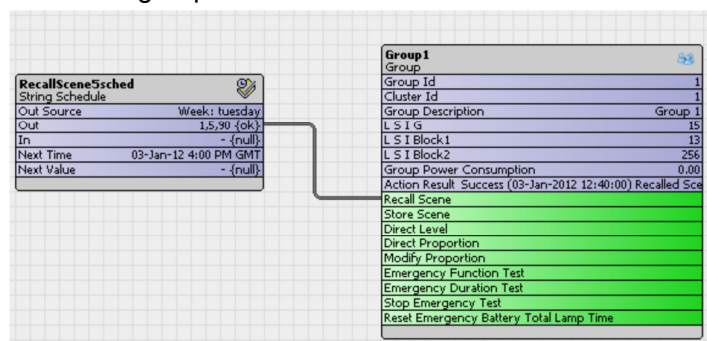 RecallScene5sched
String Schedule
Out Source Week: tuesday
Out 1,5,90 {ok}
In - {null}
Next Time 03-Jan-12 4:00 PM GMT
Next Value - {null}
Group1
Group
Group Id 1
Cluster Id 1
Group Description Group 1
L S I G 15
L S I Block1 13
L S I Block2 256
Group Power Consumption 0.00
Action Result Success (03-Jan-2012 12:40:00) Recalled Sce
Recall Scene
Store Scene
Direct Level
Direct Proportion
Modify Proportion
Emergency Function Test
Emergency Duration Test
Stop Emergency Test
Reset Emergency Battery Total Lamp Time